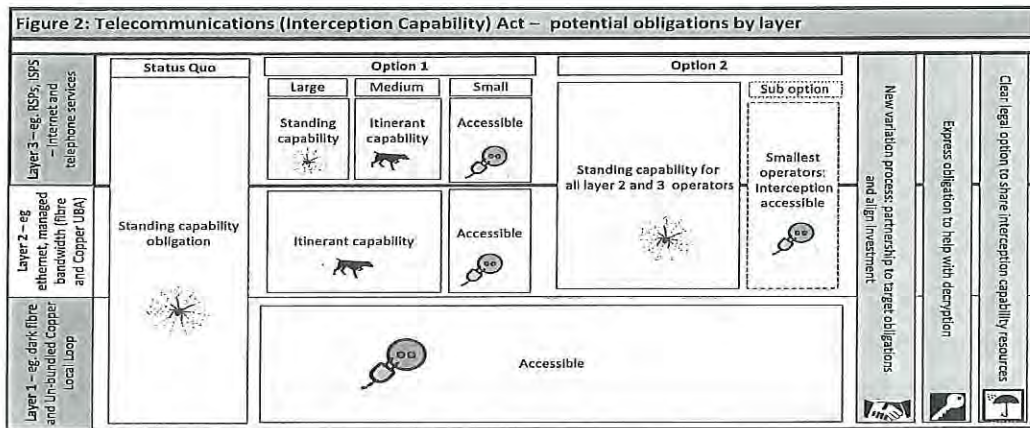 Figure 2: Telecommunications (Interception Capability) Act – potential obligations by layer
Layer 3 – eg. RSPs, ISPs
– Internet and
telephone services
Layer 2 – eg
ethernet, managed
bandwidth (fibre
and Copper UBA)
Layer 1 – eg. dark fibre
and Un-bundled Copper
Local Loop
Status Quo
Standing capability
obligation
Option 1
Large
Medium
Small
Standing
capability
Itinerant
capability
Accessible
Itinerant capability
Accessible
Option 2
Sub option
Standing capability for
all layer 2 and 3 operators
Smallest
operators:
Interception
accessible
Accessible
New variation process: partnership to target obligations
and align investment
Express obligation to help with decryption
Clear legal option to share interception capability resources